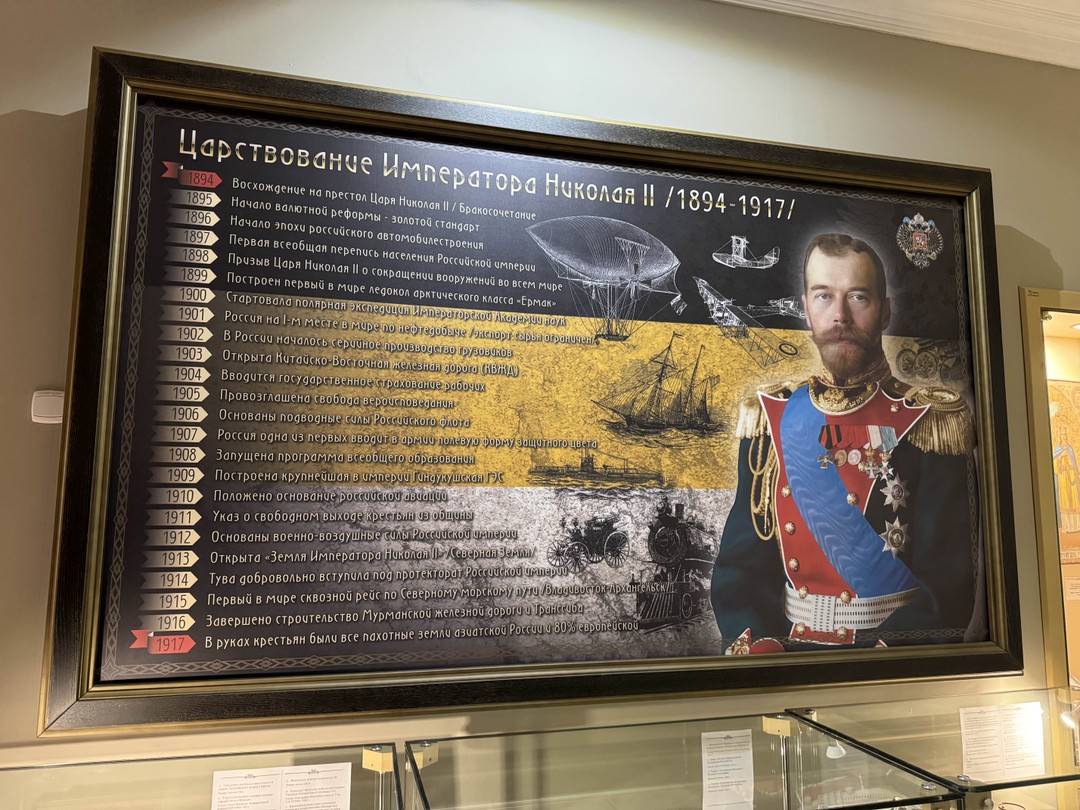 Царствование Императора Николая II /1894-1917/
1894 Восхождение на престол Царя Николая II / Бракосочетание
1895 Начало валютной реформы - золотой стандарт
1896 Начало эпохи российского автомобилестроения
1897 Первая всеобщая перепись населения Российской империи
1898 Призыв Царя Николая II о сокращении вооружений во всем мире
1899 Построен первый в мире ледокол арктического класса «Ермак»
1900 Стартовала полярная экспедиция Императорской Академии наук
1901 Россия на 1-м месте в мире по нефтедобыче /экспорт сырья ограничен/
1902 В России началось серийное производство грузовиков
1903 Открыта Китайско-Восточная железная дорога (КВЖД)
1904 Вводится государственное страхование рабочих
1905 Провозглашена свобода вероисповедания
1906 Основаны подводные силы Российского флота
1907 Россия одна из первых вводит в армии полевую форму защитного цвета
1908 Запущена программа всеобщего образования
1909 Построена крупнейшая в империи Гиндукушская ГЭС
1910 Положено основание российской авиации
1911 Указ о свободном выходе крестьян из общины
1912 Основаны военно-воздушные силы Российской империи
1913 Открыта «Земля Императора Николая II» /Северная Земля/
1914 Тува добровольно вступила под протекторат Российской империи
1915 Первый в мире сквозной рейс по Северному морскому пути /Владивосток-Архангельск/
1916 Завершено строительство Мурманской железной дороги и Транссиба
1917 В руках крестьян были все пахотные земли азиатской России и 80% европейской